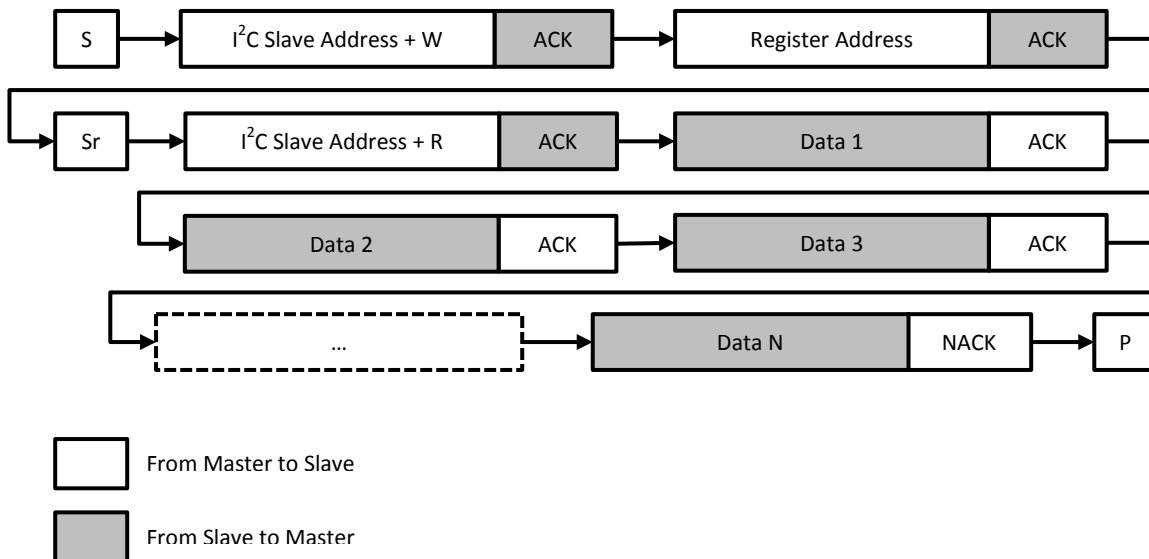 S I²C Slave Address + W ACK Register Address ACK
Sr I²C Slave Address + R ACK Data 1 ACK
Data 2 ACK Data 3 ACK
... Data N NACK P
From Master to Slave
From Slave to Master